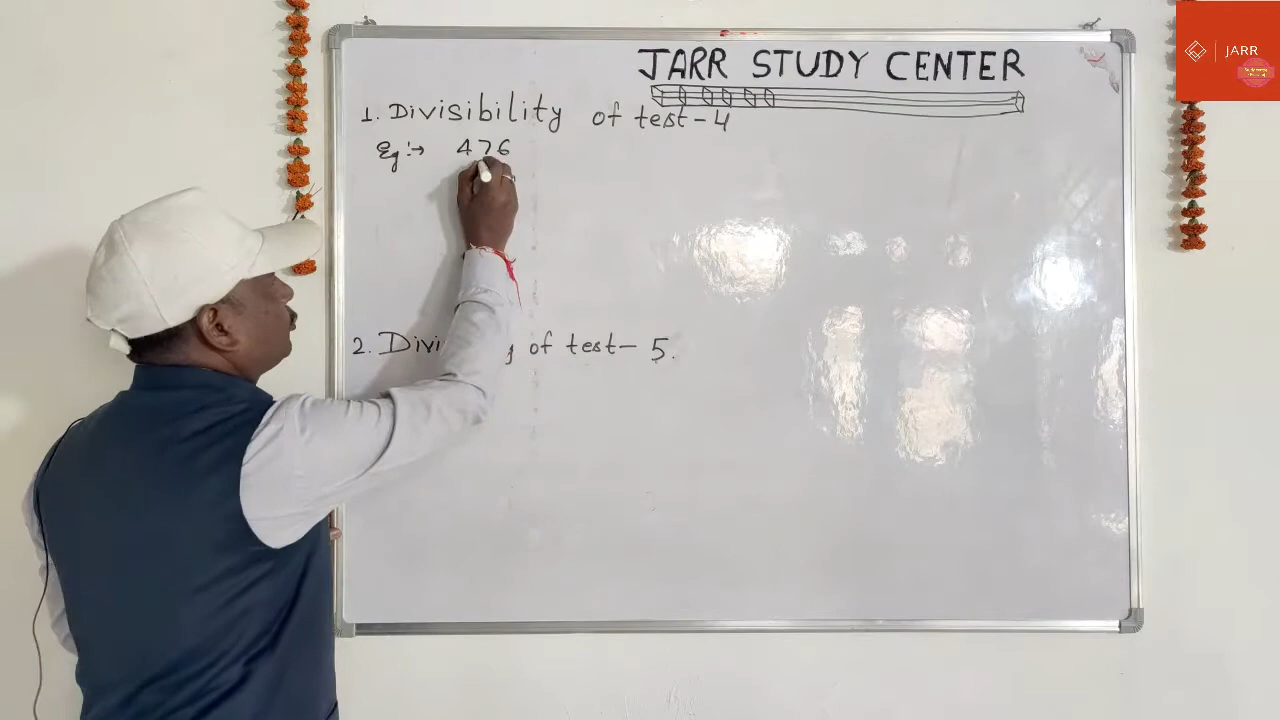 JARR STUDY CENTER
JARR
1. Divisibility of test-4
Eg:→ 476
2. Divi y of test- 5.